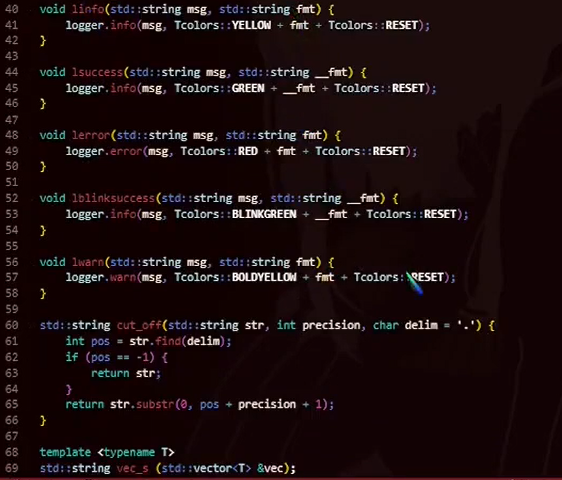 40 void linfo(std::string msg, std::string fmt) {
41     logger.info(msg, Tcolors::YELLOW + fmt + Tcolors::RESET);
42 }
43
44 void lsuccess(std::string msg, std::string __fmt) {
45     logger.info(msg, Tcolors::GREEN + __fmt + Tcolors::RESET);
46 }
47
48 void lerror(std::string msg, std::string fmt) {
49     logger.error(msg, Tcolors::RED + fmt + Tcolors::RESET);
50 }
51
52 void lblinksuccess(std::string msg, std::string __fmt) {
53     logger.info(msg, Tcolors::BLINKGREEN + __fmt + Tcolors::RESET);
54 }
55
56 void lwarn(std::string msg, std::string fmt) {
57     logger.warn(msg, Tcolors::BOLDYELLOW + fmt + Tcolors::RESET);
58 }
59
60 std::string cut_off(std::string str, int precision, char delim = '.') {
61     int pos = str.find(delim);
62     if (pos == -1) {
63         return str;
64     }
65     return str.substr(0, pos + precision + 1);
66 }
67
68 template <typename T>
69 std::string vec_s (std::vector<T> &vec);